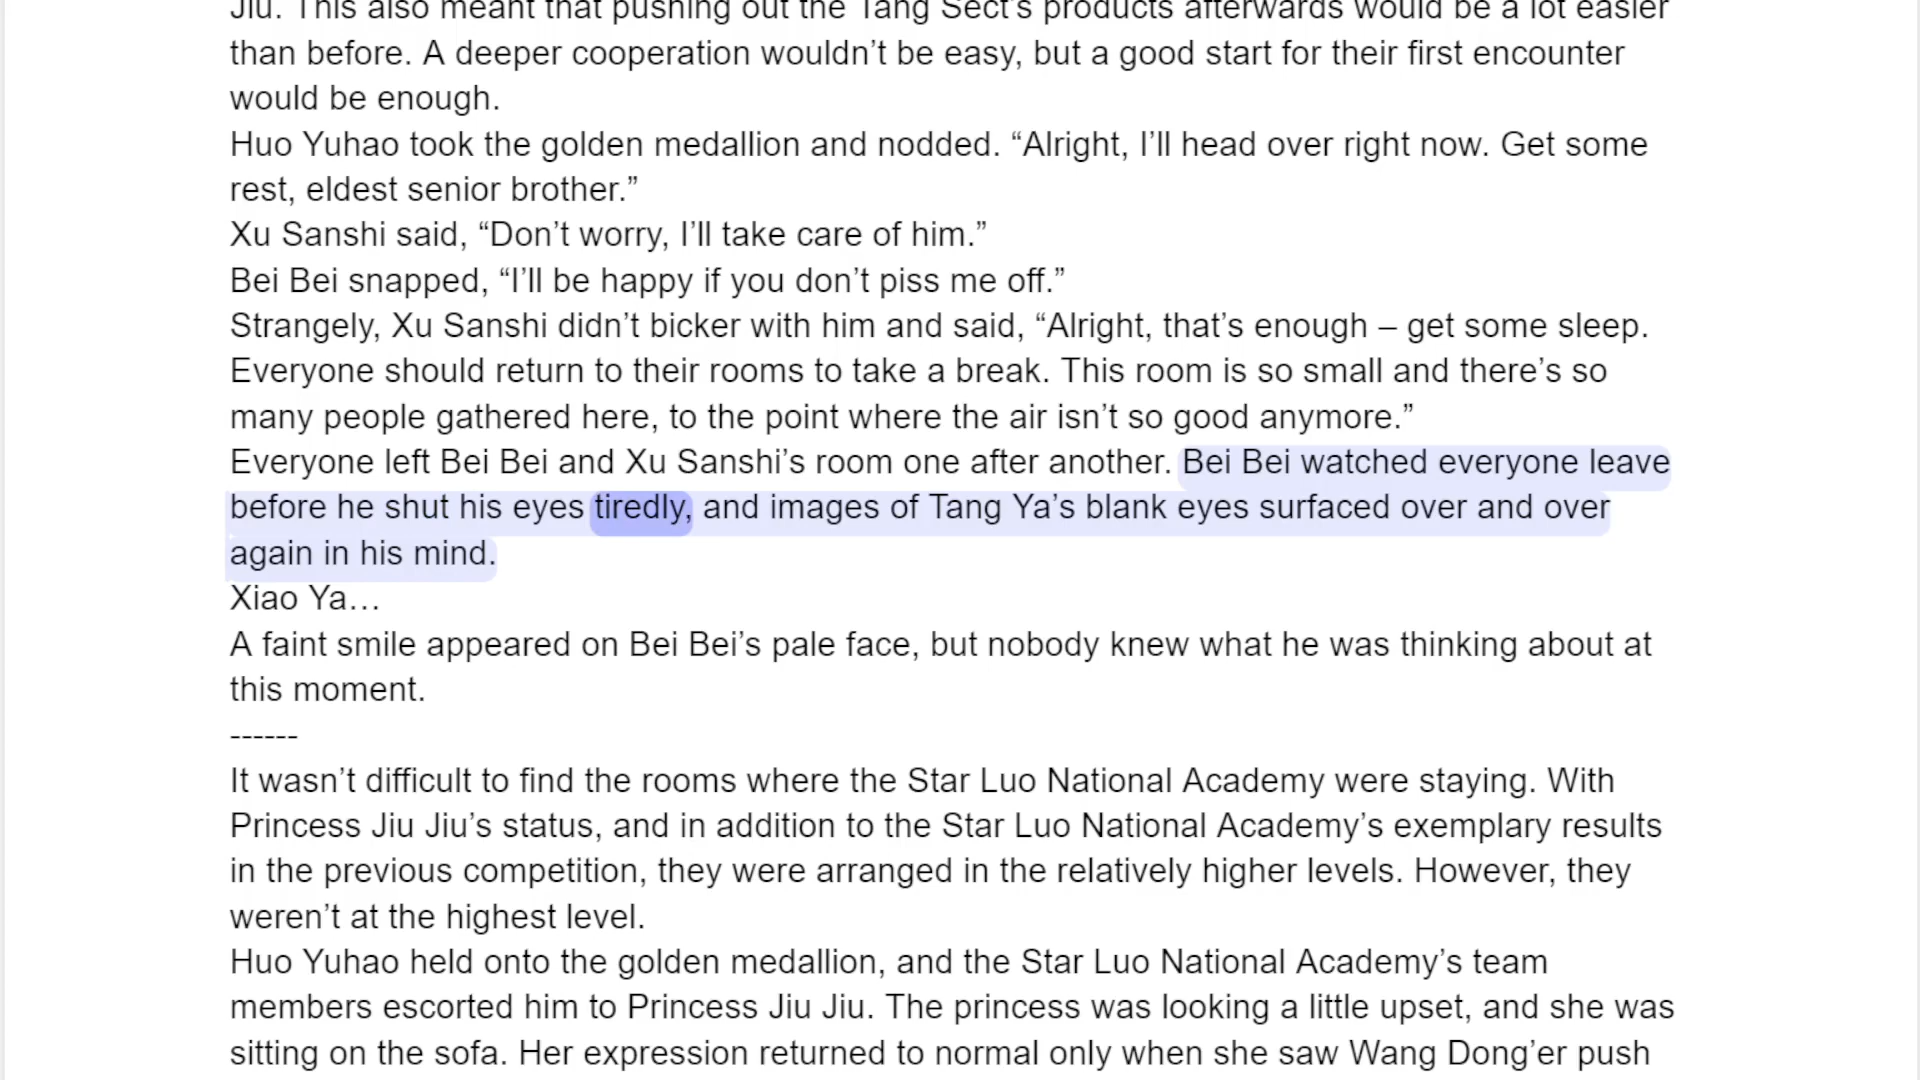 Jiu. This also meant that pushing out the Tang Sect’s products afterwards would be a lot easier
than before. A deeper cooperation wouldn’t be easy, but a good start for their first encounter
would be enough.
Huo Yuhao took the golden medallion and nodded. “Alright, I’ll head over right now. Get some
rest, eldest senior brother.”
Xu Sanshi said, “Don’t worry, I’ll take care of him.”
Bei Bei snapped, “I’ll be happy if you don’t piss me off.”
Strangely, Xu Sanshi didn’t bicker with him and said, “Alright, that’s enough – get some sleep.
Everyone should return to their rooms to take a break. This room is so small and there’s so
many people gathered here, to the point where the air isn’t so good anymore.”
Everyone left Bei Bei and Xu Sanshi’s room one after another. Bei Bei watched everyone leave
before he shut his eyes tiredly, and images of Tang Ya’s blank eyes surfaced over and over
again in his mind.
Xiao Ya…
A faint smile appeared on Bei Bei’s pale face, but nobody knew what he was thinking about at
this moment.
------
It wasn’t difficult to find the rooms where the Star Luo National Academy were staying. With
Princess Jiu Jiu’s status, and in addition to the Star Luo National Academy’s exemplary results
in the previous competition, they were arranged in the relatively higher levels. However, they
weren’t at the highest level.
Huo Yuhao held onto the golden medallion, and the Star Luo National Academy’s team
members escorted him to Princess Jiu Jiu. The princess was looking a little upset, and she was
sitting on the sofa. Her expression returned to normal only when she saw Wang Dong’er push